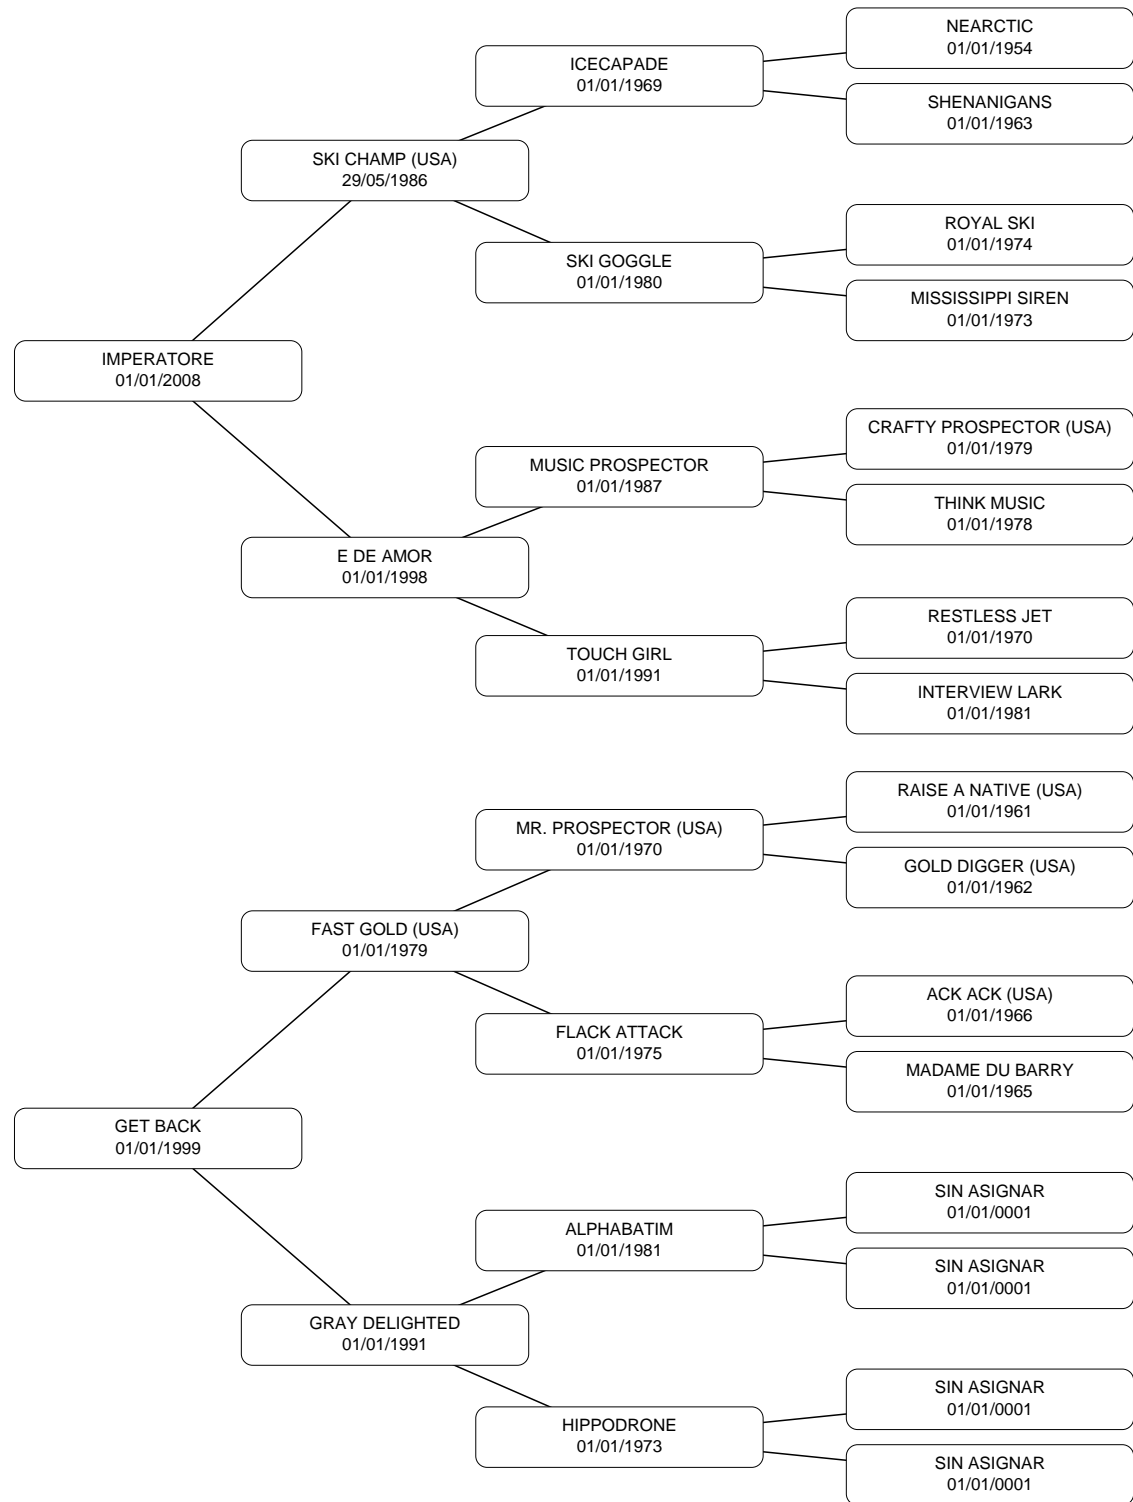 NEARCTIC
01/01/1954
ICECAPADE
01/01/1969
SHENANIGANS
01/01/1963
SKI CHAMP (USA)
29/05/1986
ROYAL SKI
01/01/1974
SKI GOGGLE
01/01/1980
MISSISSIPPI SIREN
01/01/1973
IMPERATORE
01/01/2008
CRAFTY PROSPECTOR (USA)
01/01/1979
MUSIC PROSPECTOR
01/01/1987
THINK MUSIC
01/01/1978
E DE AMOR
01/01/1998
RESTLESS JET
01/01/1970
TOUCH GIRL
01/01/1991
INTERVIEW LARK
01/01/1981
RAISE A NATIVE (USA)
01/01/1961
MR. PROSPECTOR (USA)
01/01/1970
GOLD DIGGER (USA)
01/01/1962
FAST GOLD (USA)
01/01/1979
ACK ACK (USA)
01/01/1966
FLACK ATTACK
01/01/1975
MADAME DU BARRY
01/01/1965
GET BACK
01/01/1999
SIN ASIGNAR
01/01/0001
ALPHABATIM
01/01/1981
SIN ASIGNAR
01/01/0001
GRAY DELIGHTED
01/01/1991
SIN ASIGNAR
01/01/0001
HIPPODRONE
01/01/1973
SIN ASIGNAR
01/01/0001